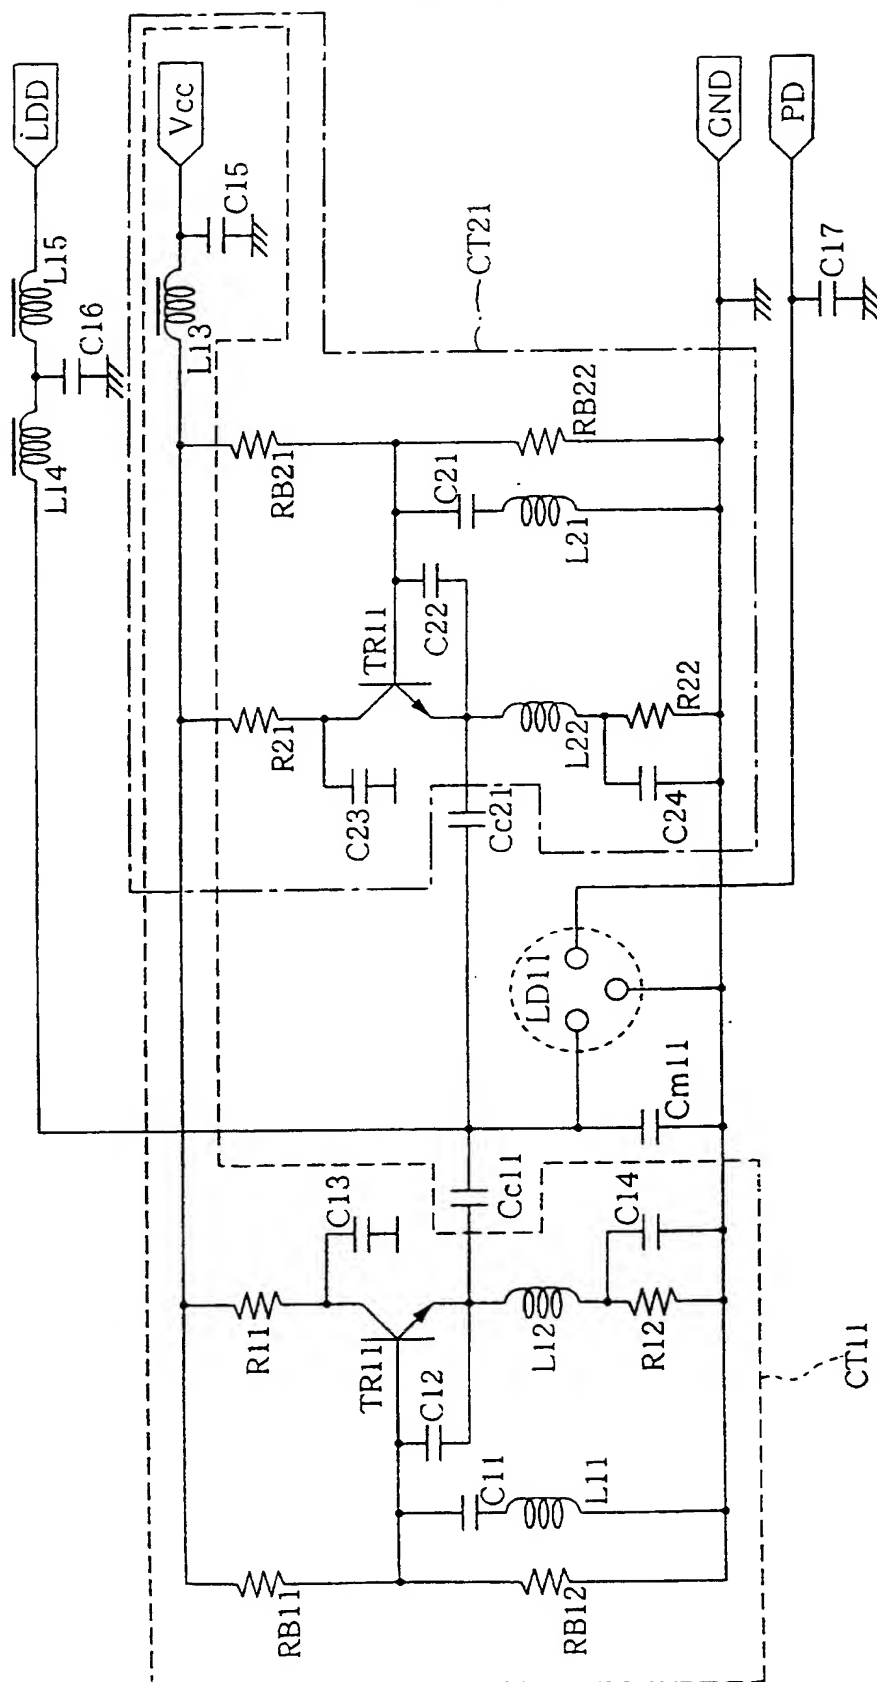 LDD
L15
C16
L14
Vcc
C15
L13
CT21
GND
PD
C17
RB21
RB22
C21
L21
C22
TR11
R21
C23
L22
R22
C24
Cc21
LD11
Cm11
Cc11
C13
C14
R11
TR11
L12
R12
C12
C11
L11
RB11
RB12
CT11